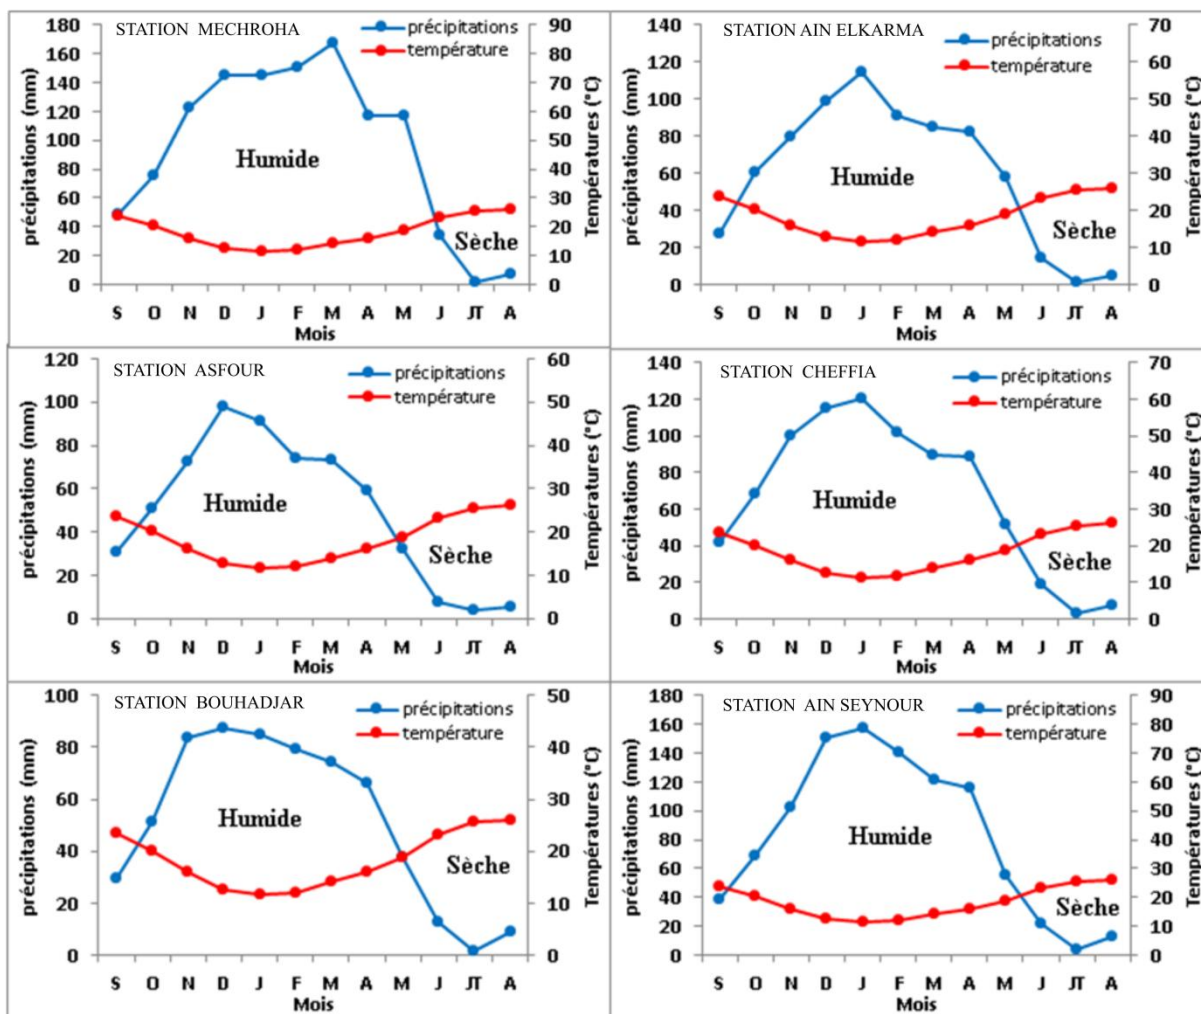 STATION MECHROHA
précipitations
température
précipitations (mm)
180
160
140
120
100
80
60
40
20
0
Humide
Sèche
90
80
70
60
50
40
30
20
10
0
Températures (°C)
S O N D J F M A M J JT A
Mois
STATION AIN ELKARMA
précipitations
température
précipitations (mm)
140
120
100
80
60
40
20
0
Humide
Sèche
70
60
50
40
30
20
10
0
Températures (°C)
S O N D J F M A M J JT A
Mois
STATION ASFOUR
précipitations
température
précipitations (mm)
120
100
80
60
40
20
0
Humide
Sèche
60
50
40
30
20
10
0
Températures (°C)
S O N D J F M A M J JT A
Mois
STATION CHEFFIA
précipitations
température
précipitations (mm)
140
120
100
80
60
40
20
0
Humide
Sèche
70
60
50
40
30
20
10
0
Températures (°C)
S O N D J F M A M J JT A
Mois
STATION BOUHADJAR
précipitations
température
précipitations (mm)
100
80
60
40
20
0
Humide
Sèche
50
40
30
20
10
0
Températures (°C)
S O N D J F M A M J JT A
Mois
STATION AIN SEYNOUR
précipitations
température
précipitations (mm)
180
160
140
120
100
80
60
40
20
0
Humide
Sèche
90
80
70
60
50
40
30
20
10
0
Températures (°C)
S O N D J F M A M J JT A
Mois